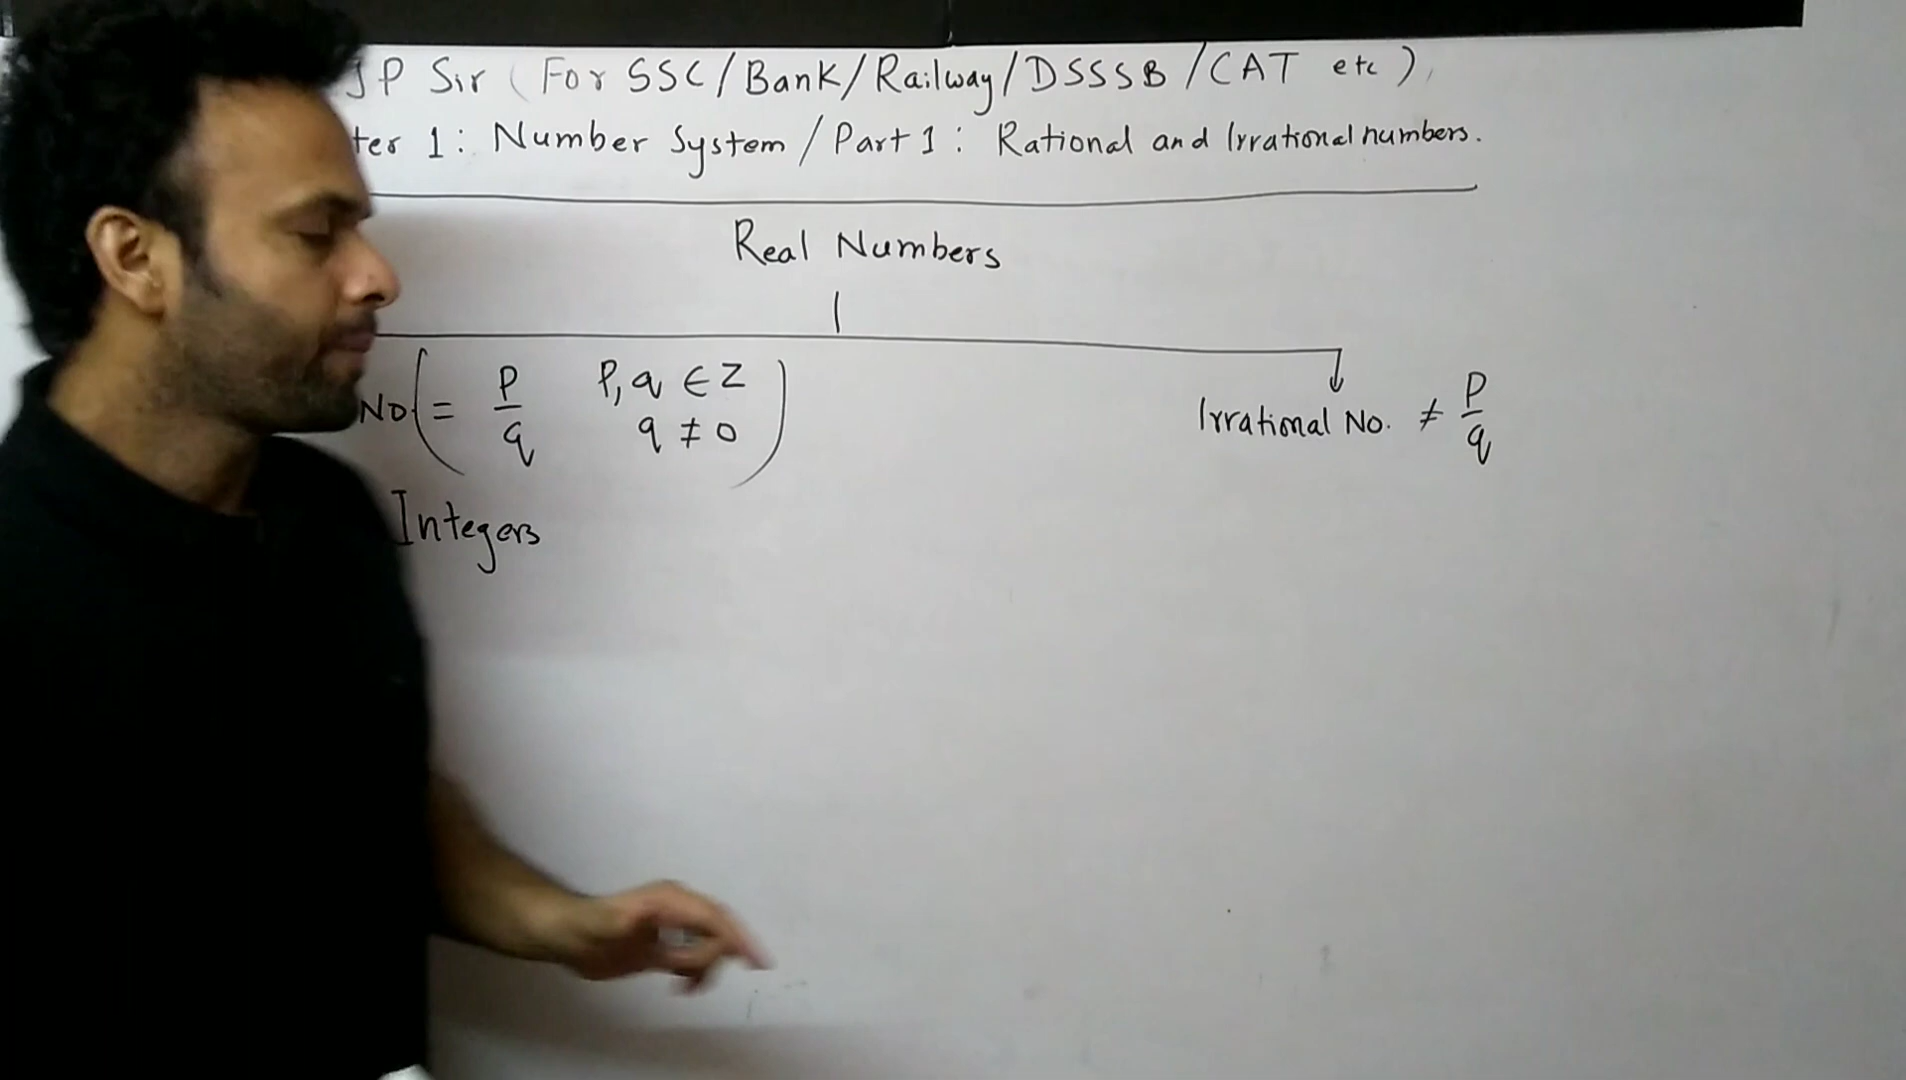 JP Sir (For SSC/Bank/Railway/DSSSB/CAT etc)
1: Number System / Part 1: Rational and Irrational numbers.
Real Numbers
No (= p/q p, q ∈ Z q ≠ 0)
Irrational No. ≠ p/q
Integers